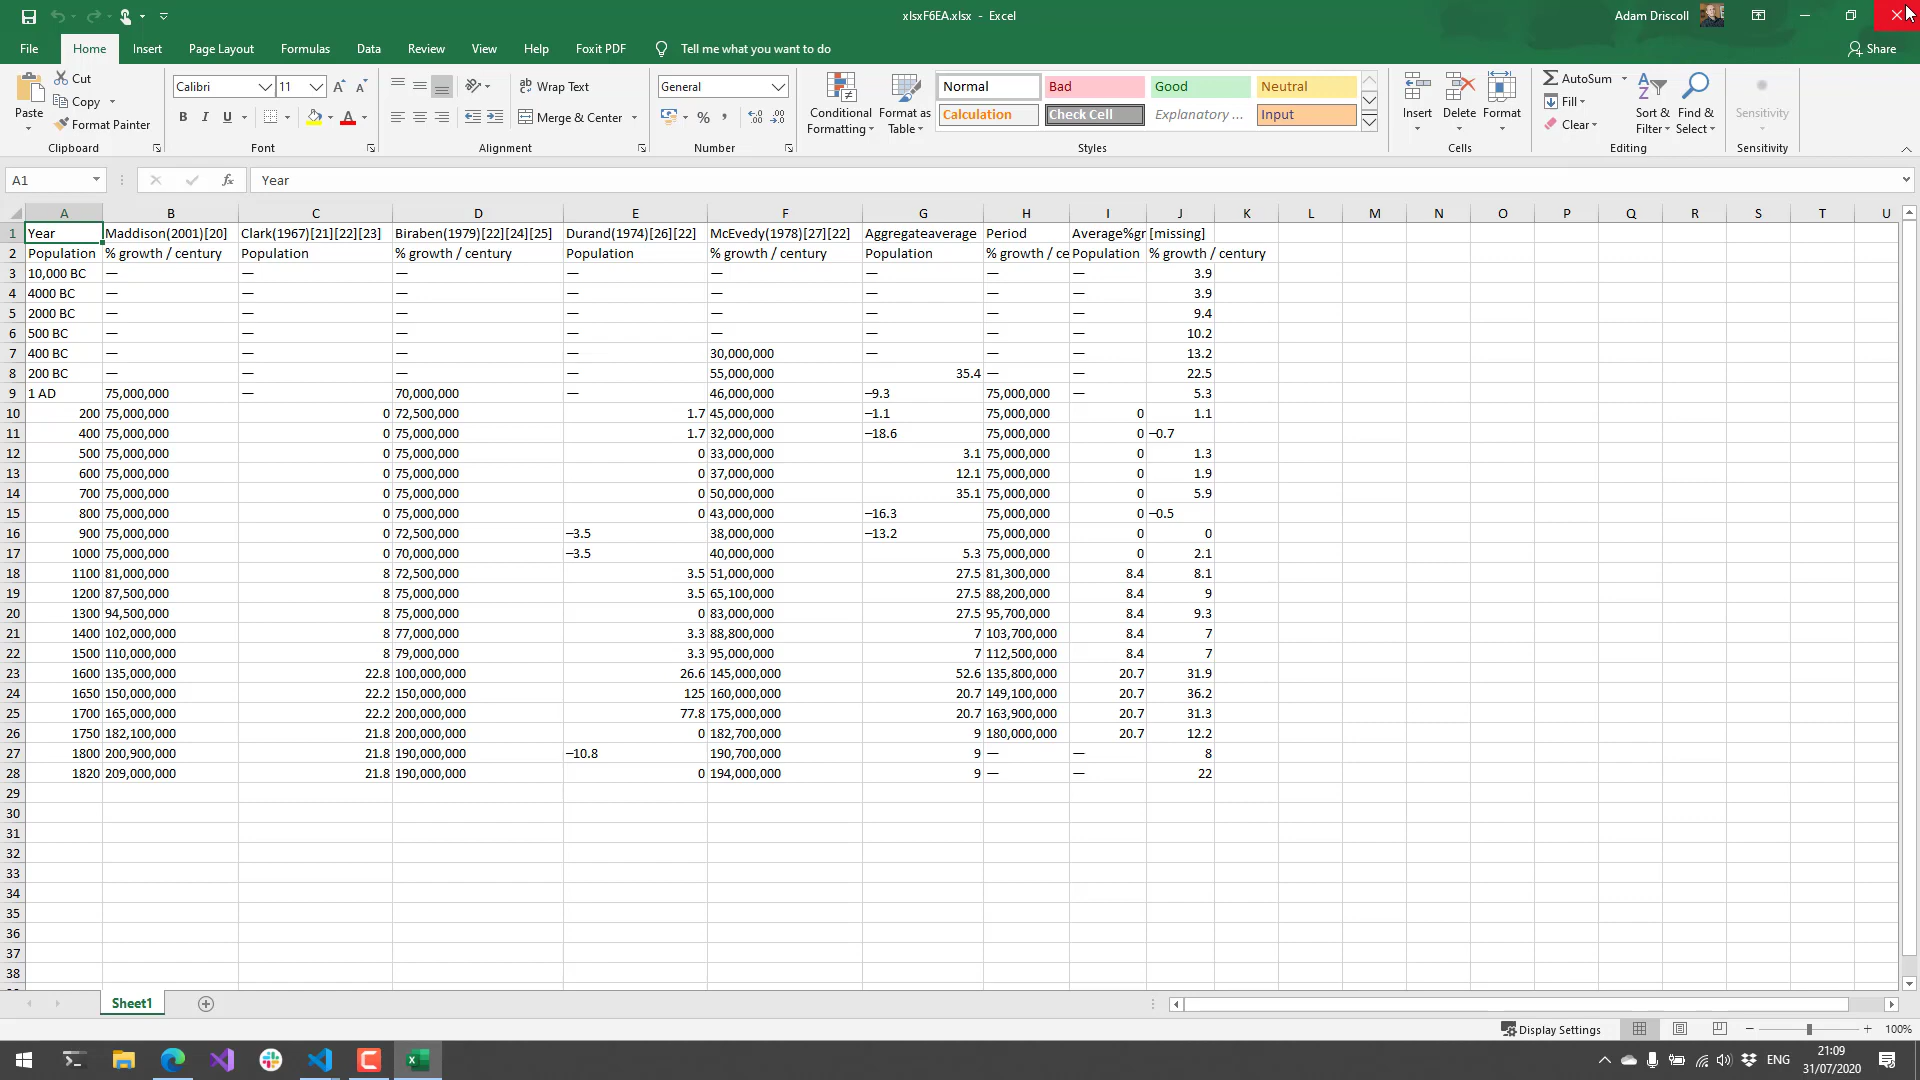 xlsxF6EA.xlsx - Excel
Adam Driscoll
File Home Insert Page Layout Formulas Data Review View Help Foxit PDF Tell me what you want to do Share
Paste Cut Copy Format Painter Clipboard
Calibri 11 B I U A A A Font
Wrap Text Merge & Center Alignment
General % , Number
Conditional Formatting Format as Table
Normal Bad Good Neutral
Calculation Check Cell Explanatory ... Input
Styles
Insert Delete Format Cells
AutoSum Fill Clear Sort & Filter Find & Select Editing
Sensitivity Sensitivity
A1 fx Year
A B C D E F G H I J K L M N O P Q R S T U
1 Year Maddison(2001)[20] Clark(1967)[21][22][23] Biraben(1979)[22][24][25] Durand(1974)[26][22] McEvedy(1978)[27][22] Aggregateaverage Period Average%gr [missing]
2 Population % growth / century Population % growth / century Population % growth / century Population % growth / ce Population % growth / century
3 10,000 BC — — — — — — — — 3.9
4 4000 BC — — — — — — — — 3.9
5 2000 BC — — — — — — — — 9.4
6 500 BC — — — — — — — — 10.2
7 400 BC — — — — 30,000,000 — — — 13.2
8 200 BC — — — — 55,000,000 35.4 — — 22.5
9 1 AD 75,000,000 — 70,000,000 — 46,000,000 –9.3 75,000,000 — 5.3
10 200 75,000,000 0 72,500,000 1.7 45,000,000 –1.1 75,000,000 0 1.1
11 400 75,000,000 0 75,000,000 1.7 32,000,000 –18.6 75,000,000 0 –0.7
12 500 75,000,000 0 75,000,000 0 33,000,000 3.1 75,000,000 0 1.3
13 600 75,000,000 0 75,000,000 0 37,000,000 12.1 75,000,000 0 1.9
14 700 75,000,000 0 75,000,000 0 50,000,000 35.1 75,000,000 0 5.9
15 800 75,000,000 0 75,000,000 0 43,000,000 –16.3 75,000,000 0 –0.5
16 900 75,000,000 0 72,500,000 –3.5 38,000,000 –13.2 75,000,000 0 0
17 1000 75,000,000 0 70,000,000 –3.5 40,000,000 5.3 75,000,000 0 2.1
18 1100 81,000,000 8 72,500,000 3.5 51,000,000 27.5 81,300,000 8.4 8.1
19 1200 87,500,000 8 75,000,000 3.5 65,100,000 27.5 88,200,000 8.4 9
20 1300 94,500,000 8 75,000,000 0 83,000,000 27.5 95,700,000 8.4 9.3
21 1400 102,000,000 8 77,000,000 3.3 88,800,000 7 103,700,000 8.4 7
22 1500 110,000,000 8 79,000,000 3.3 95,000,000 7 112,500,000 8.4 7
23 1600 135,000,000 22.8 100,000,000 26.6 145,000,000 52.6 135,800,000 20.7 31.9
24 1650 150,000,000 22.2 150,000,000 125 160,000,000 20.7 149,100,000 20.7 36.2
25 1700 165,000,000 22.2 200,000,000 77.8 175,000,000 20.7 163,900,000 20.7 31.3
26 1750 182,100,000 21.8 200,000,000 0 182,700,000 9 180,000,000 20.7 12.2
27 1800 200,900,000 21.8 190,000,000 –10.8 190,700,000 9 — — 8
28 1820 209,000,000 21.8 190,000,000 0 194,000,000 9 — — 22
29
30
31
32
33
34
35
36
37
38
Sheet1
Display Settings 100%
ENG
21:09
31/07/2020